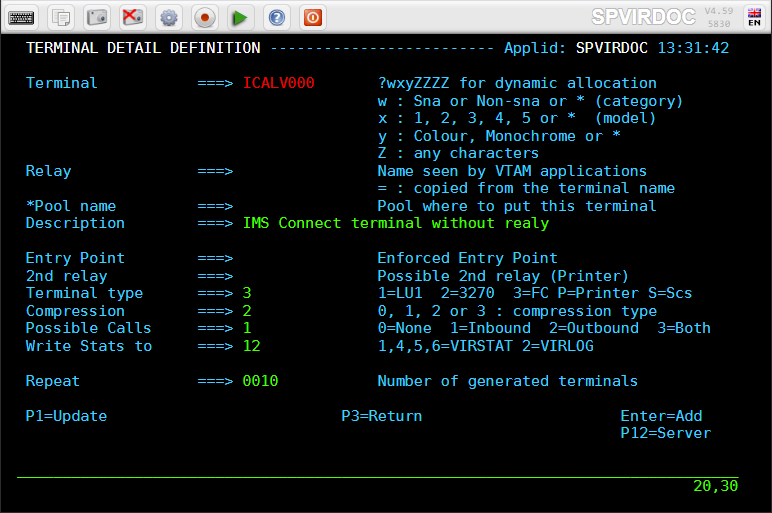 SPVIRDOC V4.59
5830
EN
TERMINAL DETAIL DEFINITION ------------------------- Applid: SPVIRDOC 13:31:42
Terminal ===> ICALV000 ?wxyZZZZ for dynamic allocation
w : Sna or Non-sna or * (category)
x : 1, 2, 3, 4, 5 or * (model)
y : Colour, Monochrome or *
Z : any characters
Relay ===> Name seen by VTAM applications
= : copied from the terminal name
*Pool name ===> Pool where to put this terminal
Description ===> IMS Connect terminal without realy
Entry Point ===> Enforced Entry Point
2nd relay ===> Possible 2nd relay (Printer)
Terminal type ===> 3 1=LU1 2=3270 3=FC P=Printer S=Scs
Compression ===> 2 0, 1, 2 or 3 : compression type
Possible Calls ===> 1 0=None 1=Inbound 2=Outbound 3=Both
Write Stats to ===> 12 1,4,5,6=VIRSTAT 2=VIRLOG
Repeat ===> 0010 Number of generated terminals
P1=Update P3=Return Enter=Add
P12=Server
20,30